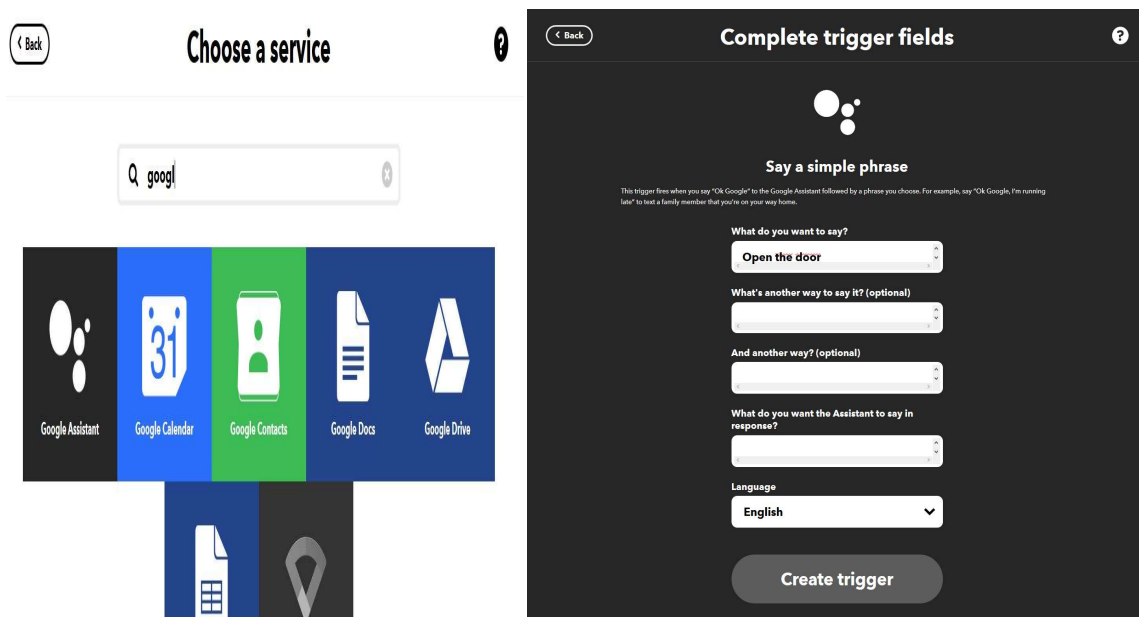 Back
Choose a service
?
googl
Google Assistant
31
Google Calendar
Google Contacts
Google Docs
Google Drive
Back
Complete trigger fields
?
Say a simple phrase
This trigger fires when you say "Ok Google" to the Google Assistant followed by a phrase you choose. For example, say "Ok Google, I'm running
late" to text a family member that you're on your way home.
What do you want to say?
Open the door
What's another way to say it? (optional)
And another way? (optional)
What do you want the Assistant to say in
response?
Language
English
Create trigger